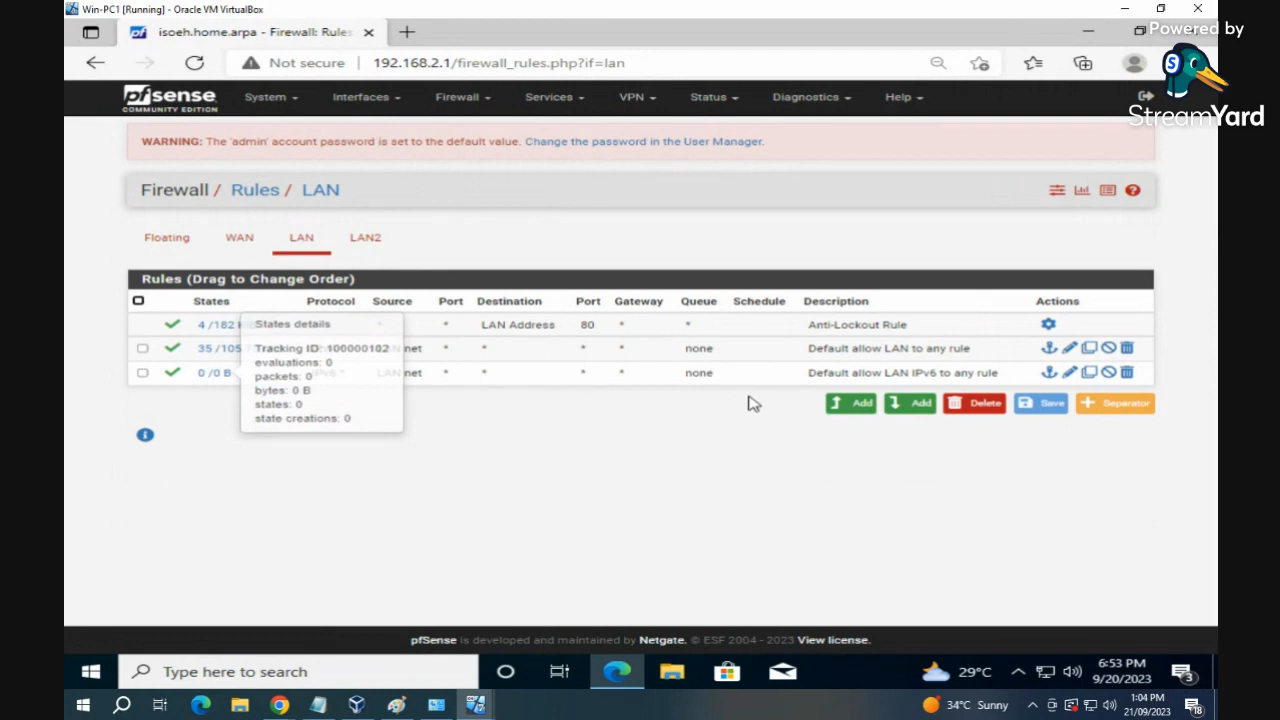 Win-PC1 [Running] - Oracle VM VirtualBox
isoeh.home.arpa - Firewall: Rules
Powered by
StreamYard
Not secure 192.168.2.1/firewall_rules.php?if=lan
pfsense COMMUNITY EDITION System Interfaces Firewall Services VPN Status Diagnostics Help
WARNING: The 'admin' account password is set to the default value. Change the password in the User Manager.
Firewall / Rules / LAN
Floating WAN LAN LAN2
Rules (Drag to Change Order)
States Protocol Source Port Destination Port Gateway Queue Schedule Description Actions
4 /182 * * LAN Address 80 * * Anti-Lockout Rule
35 /105 net * * * * none Default allow LAN to any rule
0 /0 B net * * * * none Default allow LAN IPv6 to any rule
States details
Tracking ID: 100000102
evaluations: 0
packets: 0
bytes: 0 B
states: 0
state creations: 0
Add Add Delete Save Separator
pfSense is developed and maintained by Netgate. © ESF 2004 - 2023 View license.
Type here to search 29°C 6:53 PM
9/20/2023
3
34°C Sunny 1:04 PM
21/09/2023
18